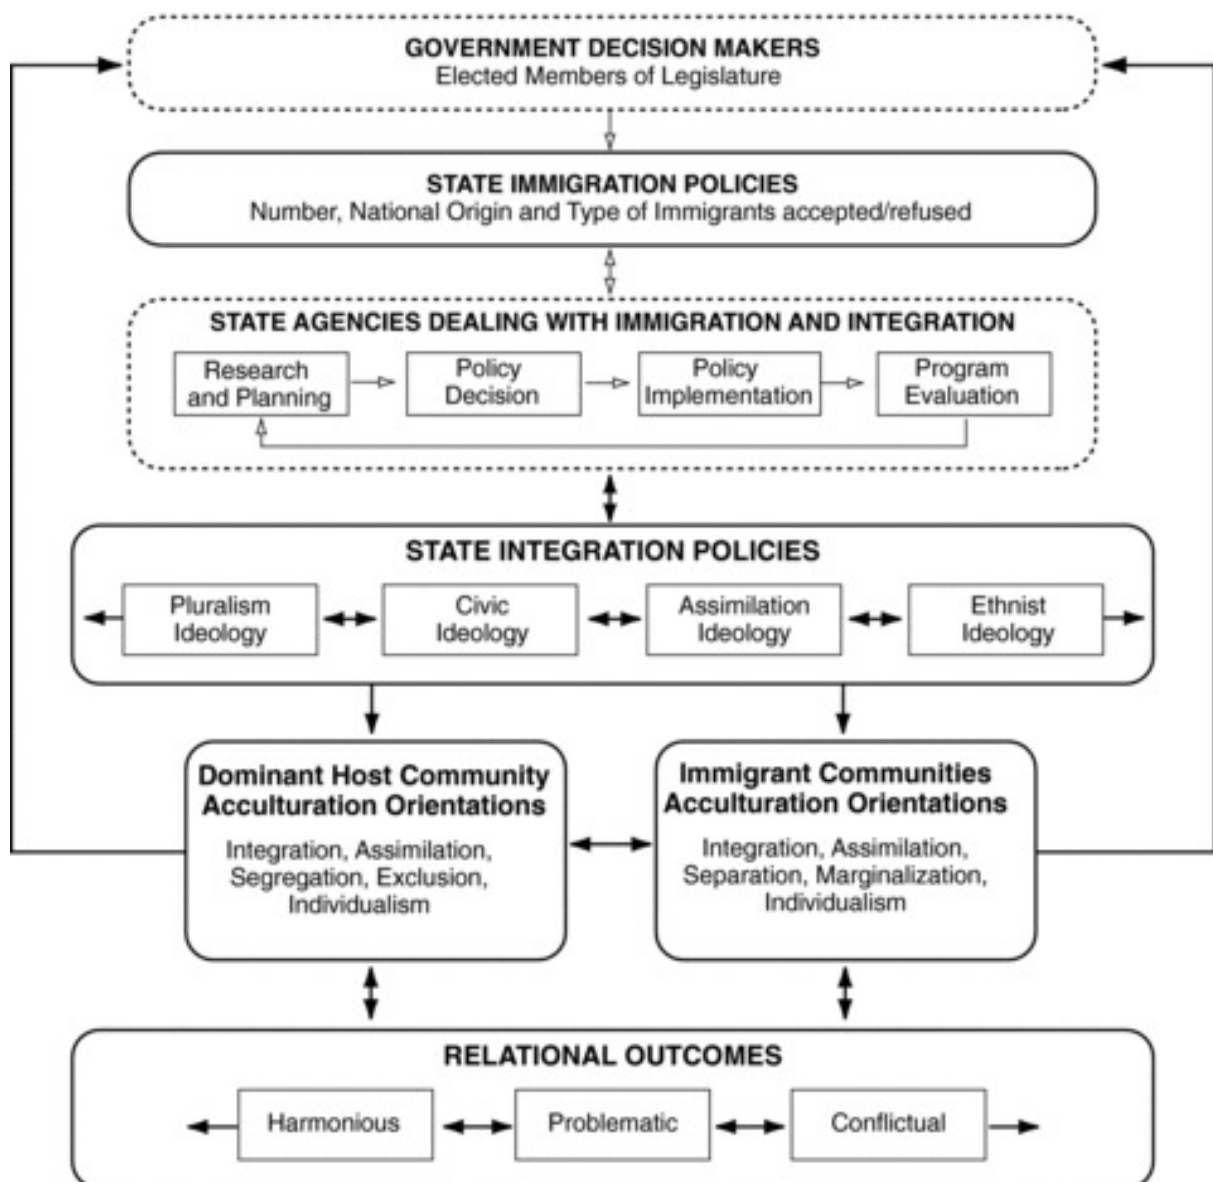 GOVERNMENT DECISION MAKERS
Elected Members of Legislature
STATE IMMIGRATION POLICIES
Number, National Origin and Type of Immigrants accepted/refused
STATE AGENCIES DEALING WITH IMMIGRATION AND INTEGRATION
Research
and Planning
Policy
Decision
Policy
Implementation
Program
Evaluation
STATE INTEGRATION POLICIES
Pluralism
Ideology
Civic
Ideology
Assimilation
Ideology
Ethnist
Ideology
Dominant Host Community
Acculturation Orientations
Integration, Assimilation,
Segregation, Exclusion,
Individualism
Immigrant Communities
Acculturation Orientations
Integration, Assimilation,
Separation, Marginalization,
Individualism
RELATIONAL OUTCOMES
Harmonious
Problematic
Conflictual